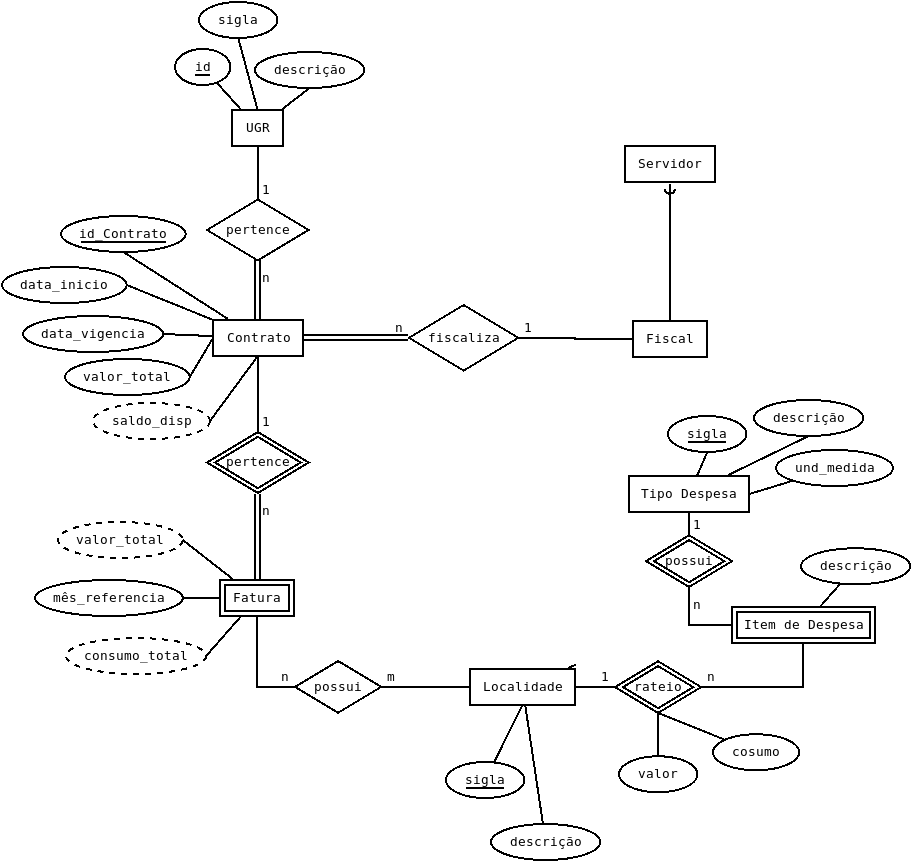 sigla
id
descrição
UGR
1
pertence
n
Servidor
id_Contrato
data_inicio
data_vigencia
valor_total
saldo_disp
Contrato
n
fiscaliza
1
Fiscal
1
pertence
n
sigla
descrição
und_medida
Tipo Despesa
1
possui
n
descrição
Item de Despesa
valor_total
mês_referencia
consumo_total
Fatura
n
possui
m
Localidade
1
rateio
n
sigla
descrição
valor
cosumo